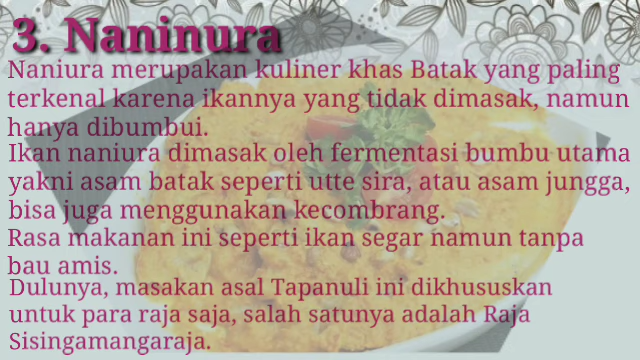 3. Naninura
Naniura merupakan kuliner khas Batak yang paling
terkenal karena ikannya yang tidak dimasak, namun
hanya dibumbui.
Ikan naniura dimasak oleh fermentasi bumbu utama
yakni asam batak seperti utte sira, atau asam jungga,
bisa juga menggunakan kecombrang.
Rasa makanan ini seperti ikan segar namun tanpa
bau amis.
Dulunya, masakan asal Tapanuli ini dikhususkan
untuk para raja saja, salah satunya adalah Raja
Sisingamangaraja.